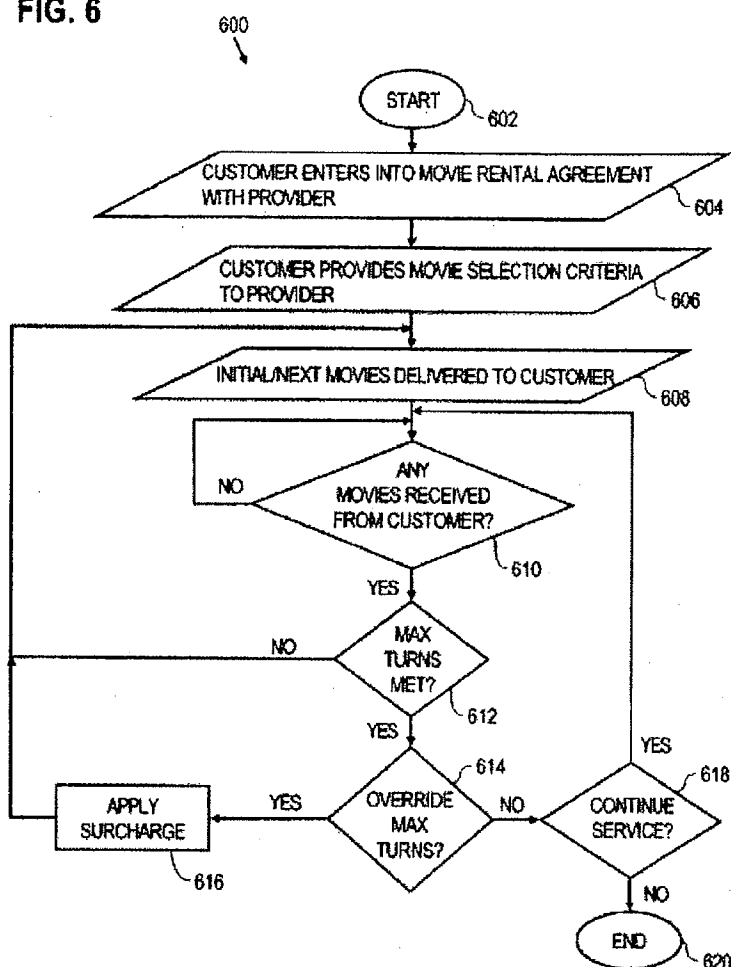 FIG. 6
600
START
602
CUSTOMER ENTERS INTO MOVIE RENTAL AGREEMENT
WITH PROVIDER
604
CUSTOMER PROVIDES MOVIE SELECTION CRITERIA
TO PROVIDER
606
INITIAL/NEXT MOVIES DELIVERED TO CUSTOMER
608
ANY
MOVIES RECEIVED
FROM CUSTOMER?
NO
610
YES
MAX
TURNS
MET?
NO
612
YES
614
OVERRIDE
MAX
TURNS?
YES
NO
APPLY
SURCHARGE
616
YES
618
CONTINUE
SERVICE?
NO
END
620